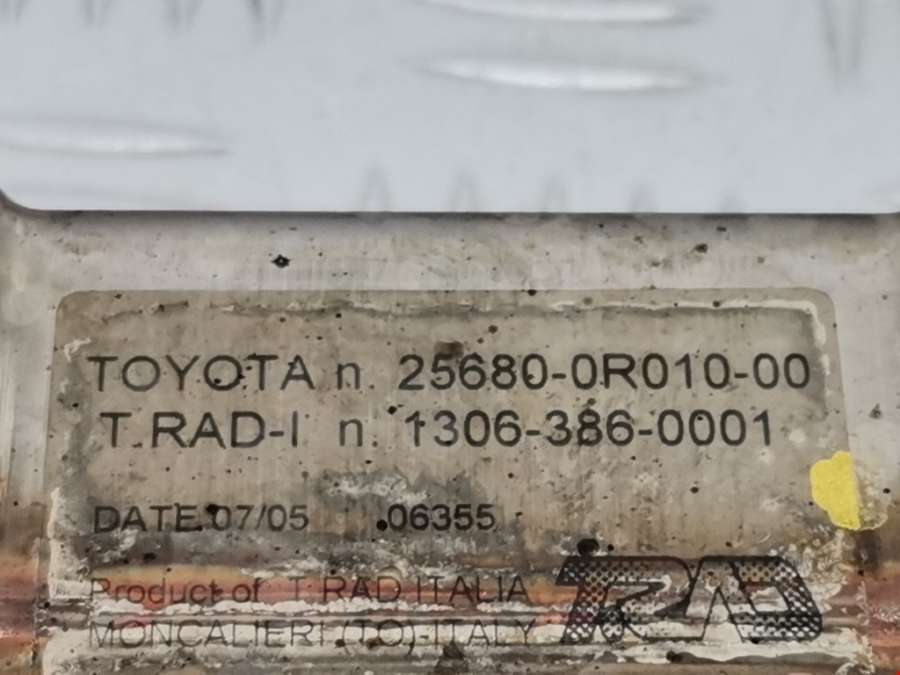 TOYOTA n. 25680-0R010-00
T.RAD-I n. 1306-386-0001
DATE 07/05 .06355
Product of T.RAD ITALIA
MONCALIERI (TO)-ITALY
TRAD